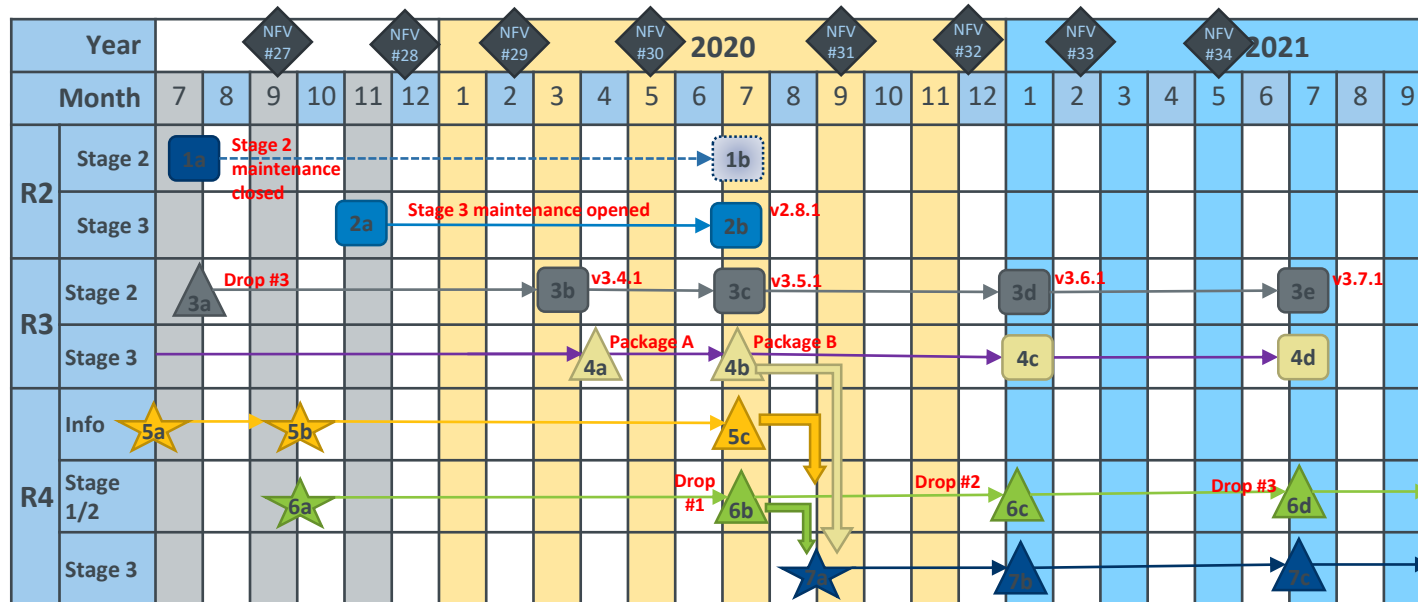 Year
NFV
#27
NFV
#28
NFV
#29
NFV
#30
2020
NFV
#31
NFV
#32
NFV
#33
NFV
#34
2021
Month
7 8 9 10 11 12 1 2 3 4 5 6 7 8 9 10 11 12 1 2 3 4 5 6 7 8 9
R2
Stage 2
1a
Stage 2
maintenance
closed
1b
Stage 3
2a
Stage 3 maintenance opened
2b
v2.8.1
R3
Stage 2
3a
Drop #3
3b
v3.4.1
3c
v3.5.1
3d
v3.6.1
3e
v3.7.1
Stage 3
4a
Package A
4b
Package B
4c
4d
R4
Info
5a
5b
5c
Stage
1/2
6a
Drop
#1
6b
Drop #2
6c
Drop #3
6d
Stage 3
7a
7b
7c